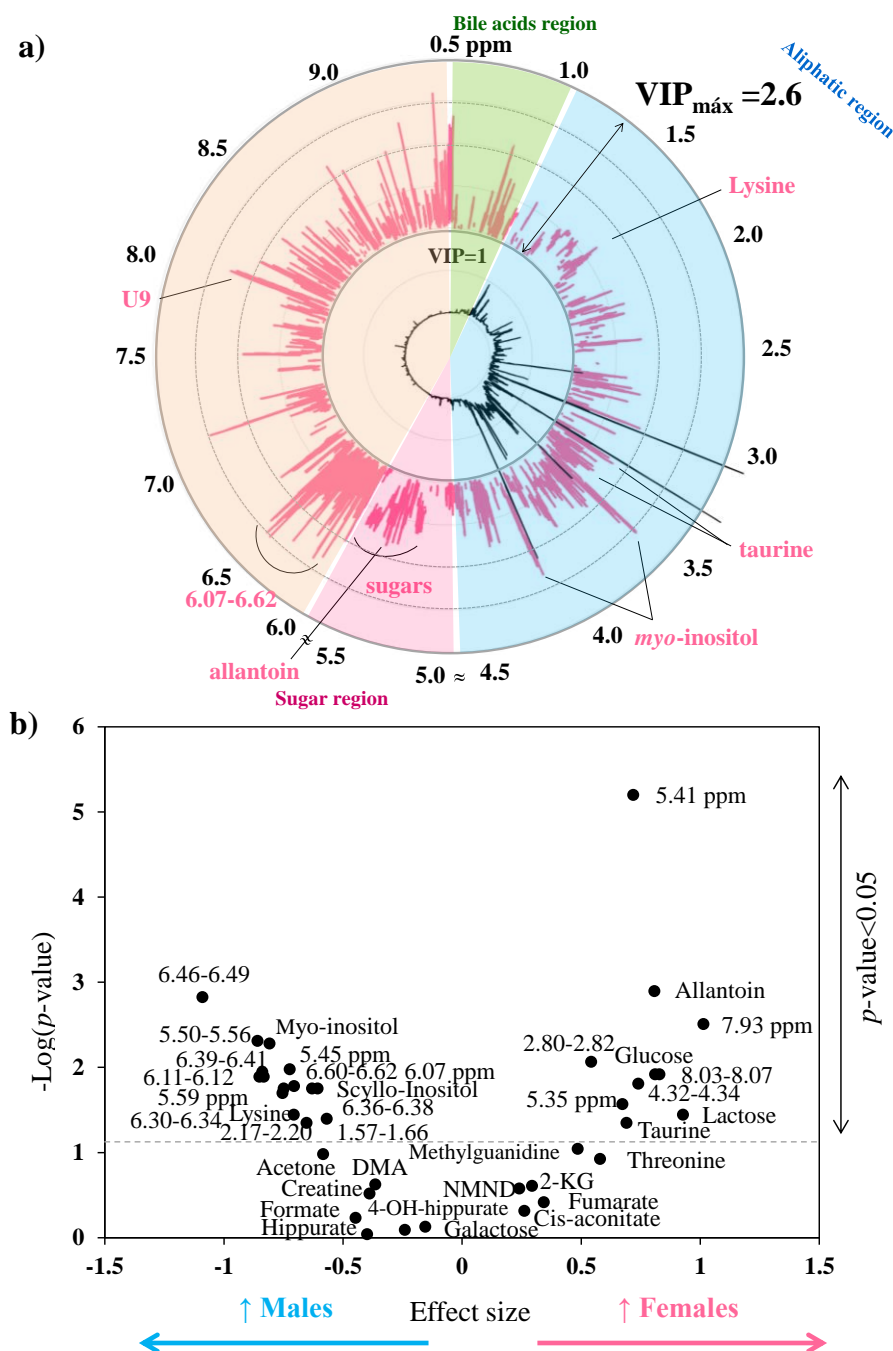 a)
Bile acids region
0.5 ppm
9.0
1.0
VIPmáx =2.6
Aliphatic region
8.5
1.5
Lysine
2.0
8.0
VIP=1
U9
7.5
2.5
3.0
7.0
taurine
3.5
6.5
sugars
6.07-6.62
4.0
myo-inositol
6.0
≈
5.5
allantoin
5.0 ≈ 4.5
Sugar region
b)
6
5.41 ppm
5
4
p-value<0.05
-Log(p-value)
3
6.46-6.49
Allantoin
7.93 ppm
5.50-5.56
Myo-inositol
2.80-2.82
Glucose
6.39-6.41
5.45 ppm
2
6.11-6.12
6.60-6.62
6.07 ppm
8.03-8.07
5.59 ppm
Scyllo-Inositol
5.35 ppm
4.32-4.34
6.30-6.34
Lysine
6.36-6.38
Lactose
2.17-2.20
1.57-1.66
Taurine
1
Acetone
DMA
Methylguanidine
Threonine
Creatine
4-OH-hippurate
NMND
2-KG
Formate
Fumarate
Hippurate
Galactose
Cis-aconitate
0
-1.5 -1 -0.5 0 0.5 1 1.5
↑ Males
Effect size
↑ Females